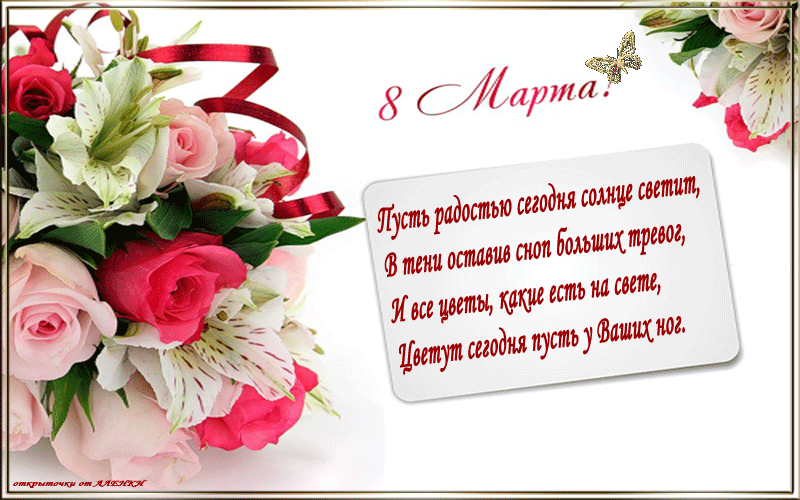 8 Марта!
Пусть радостью сегодня солнце светит,
В тени оставив сноп больших тревог,
И все цветы, какие есть на свете,
Цветут сегодня пусть у Ваших ног.
открыточки от АЛЕНКИ